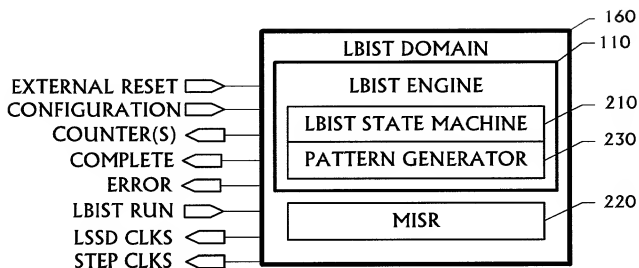 160
LBIST DOMAIN
110
LBIST ENGINE
EXTERNAL RESET
CONFIGURATION
210
LBIST STATE MACHINE
COUNTER(S)
230
PATTERN GENERATOR
COMPLETE
ERROR
LBIST RUN
220
MISR
LSSD CLKS
STEP CLKS